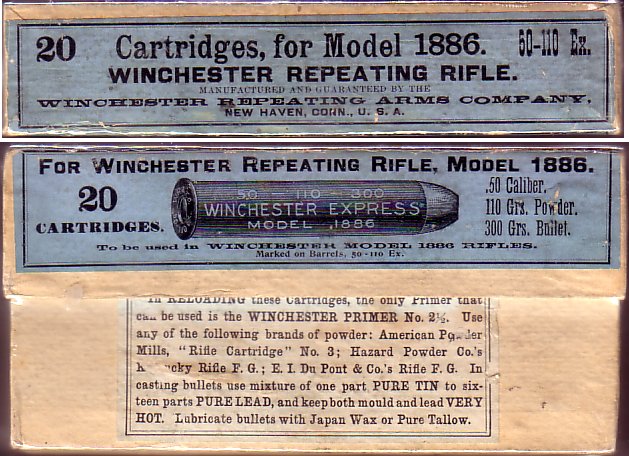 20 Cartridges, for Model 1886. 50-110 Ex.
WINCHESTER REPEATING RIFLE.
MANUFACTURED AND GUARANTEED BY THE
WINCHESTER REPEATING ARMS COMPANY,
NEW HAVEN, CONN., U. S. A.
FOR WINCHESTER REPEATING RIFLE, MODEL 1886.
20
CARTRIDGES.
50 110 300
WINCHESTER EXPRESS
MODEL 1886
.50 Caliber.
110 Grs. Powder.
300 Grs. Bullet.
To be used in WINCHESTER MODEL 1886 RIFLES.
Marked on Barrels, 50-110 Ex.
In RELOADING these Cartridges, the only Primer that
can be used is the WINCHESTER PRIMER No. 2½. Use
any of the following brands of powder: American Powder
Mills, "Rifle Cartridge" No. 3; Hazard Powder Co.'s
Rifle F. G.; E. I. Du Pont & Co.'s Rifle F. G. In
casting bullets use mixture of one part PURE TIN to six-
teen parts PURE LEAD, and keep both mould and lead VERY
HOT. Lubricate bullets with Japan Wax or Pure Tallow.